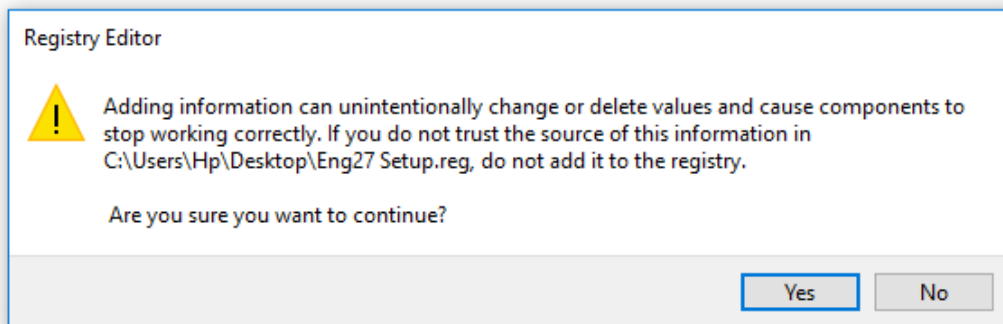 Registry Editor
Adding information can unintentionally change or delete values and cause components to
stop working correctly. If you do not trust the source of this information in
C:\Users\Hp\Desktop\Eng27 Setup.reg, do not add it to the registry.
Are you sure you want to continue?
Yes No